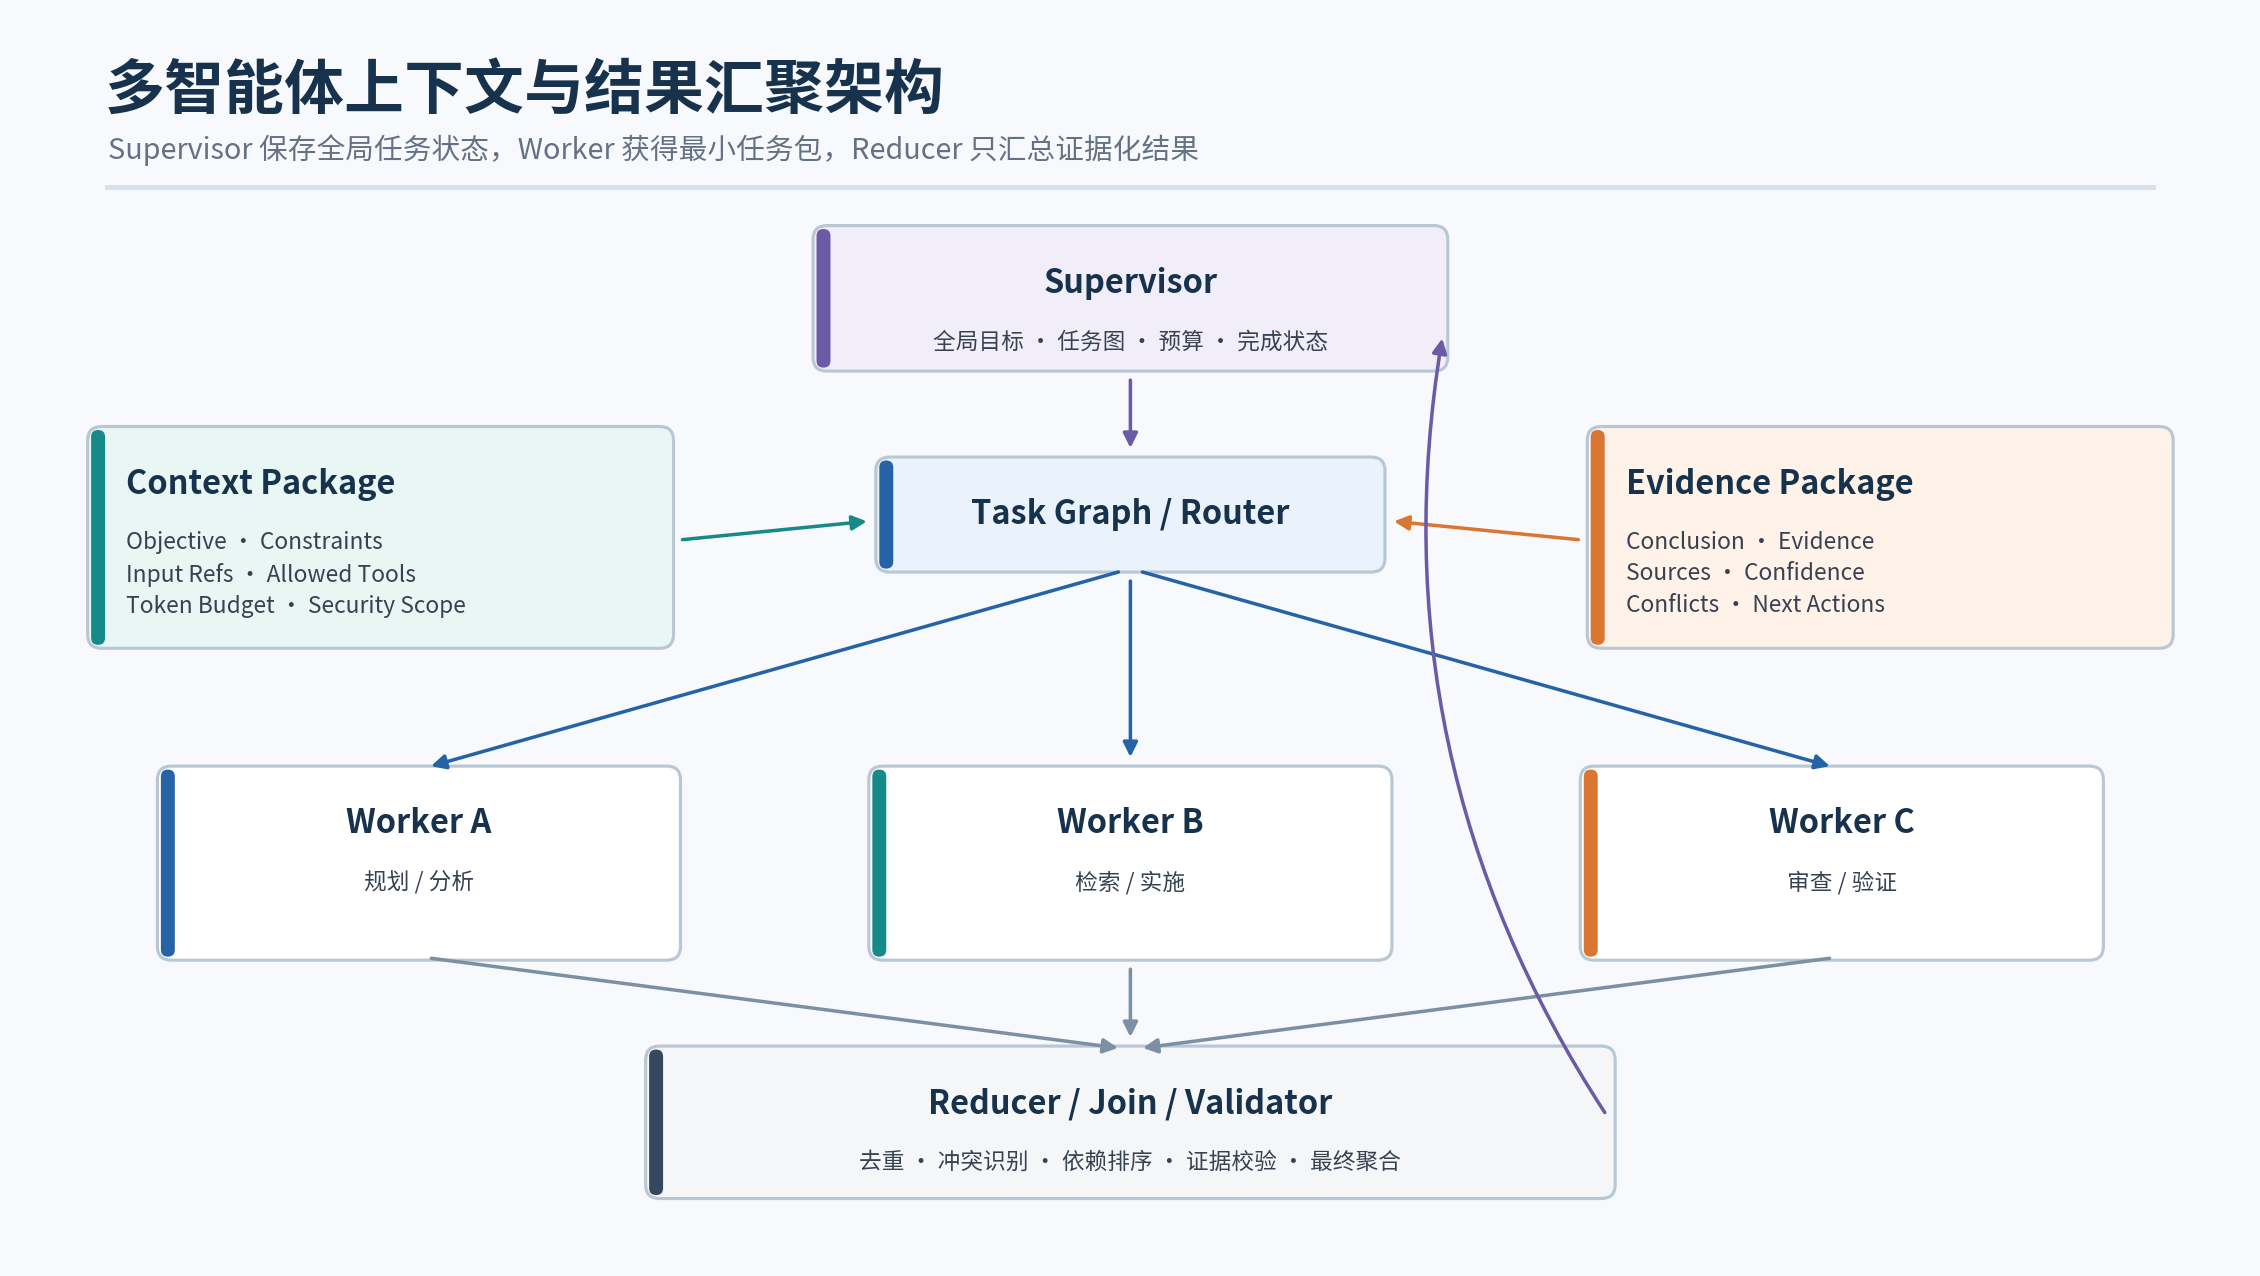 多智能体上下文与结果汇聚架构
Supervisor 保存全局任务状态，Worker 获得最小任务包，Reducer 只汇总证据化结果
Supervisor
全局目标 • 任务图 • 预算 • 完成状态
Context Package
Objective • Constraints
Input Refs • Allowed Tools
Token Budget • Security Scope
Task Graph / Router
Evidence Package
Conclusion • Evidence
Sources • Confidence
Conflicts • Next Actions
Worker A
规划 / 分析
Worker B
检索 / 实施
Worker C
审查 / 验证
Reducer / Join / Validator
去重 • 冲突识别 • 依赖排序 • 证据校验 • 最终聚合